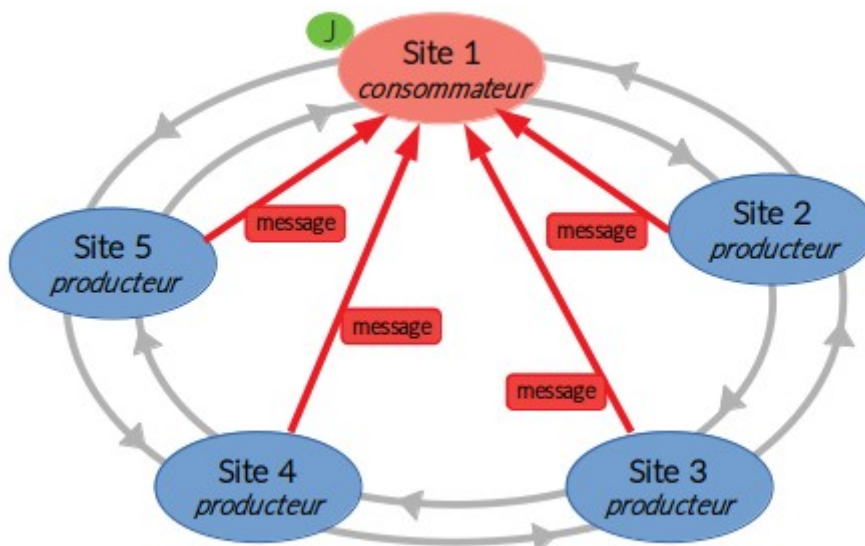 J
Site 1
consommateur
message
message
Site 2
producteur
Site 5
producteur
message
message
Site 4
producteur
Site 3
producteur